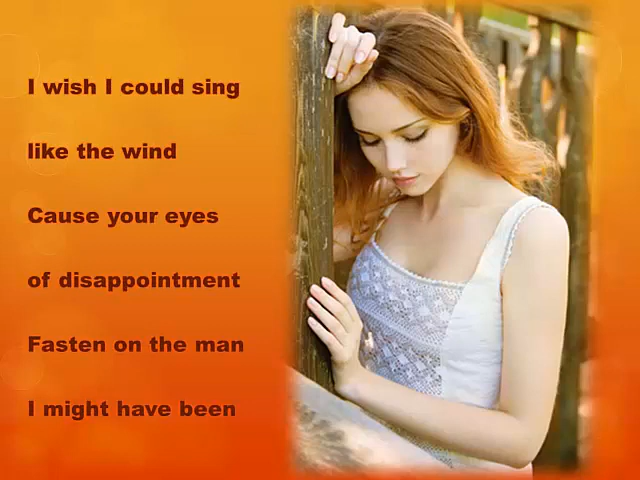 I wish I could sing
like the wind
Cause your eyes
of disappointment
Fasten on the man
I might have been